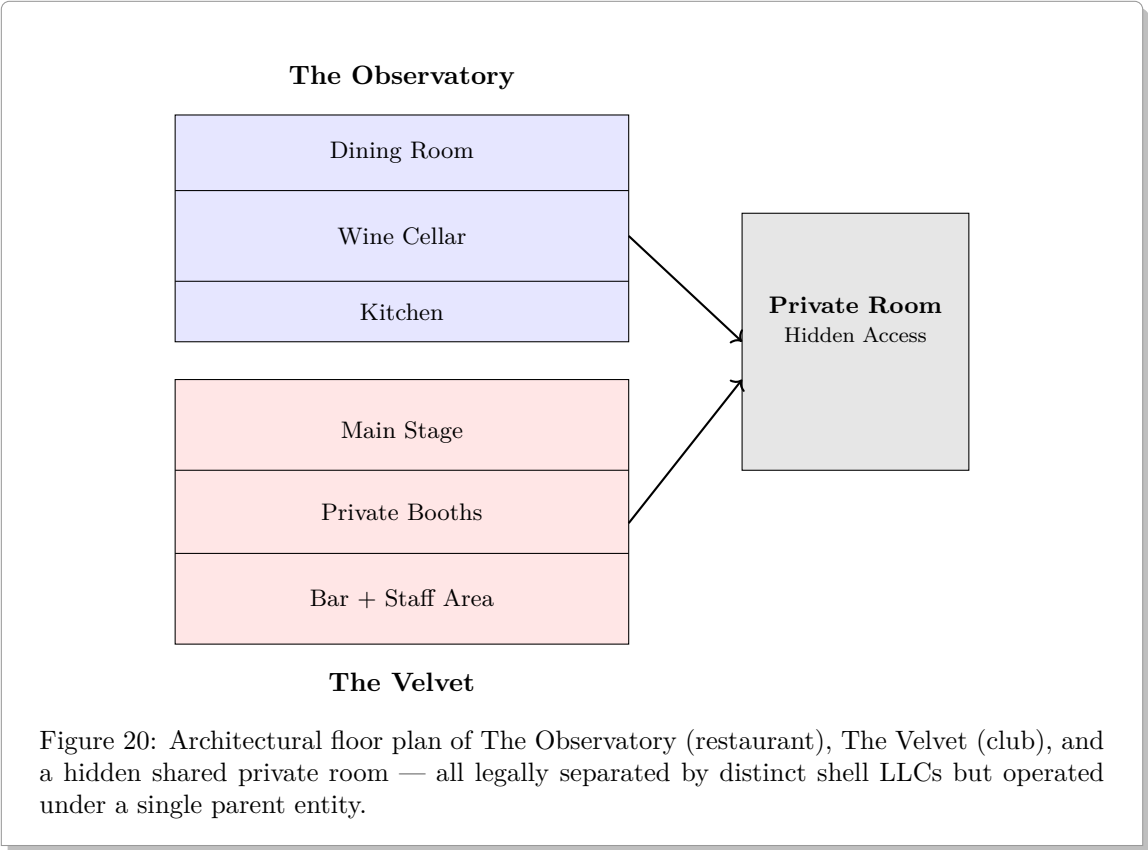 The Observatory
Dining Room
Wine Cellar
Kitchen
Private Room
Hidden Access
Main Stage
Private Booths
Bar + Staff Area
The Velvet
Figure 20: Architectural floor plan of The Observatory (restaurant), The Velvet (club), and
a hidden shared private room — all legally separated by distinct shell LLCs but operated
under a single parent entity.